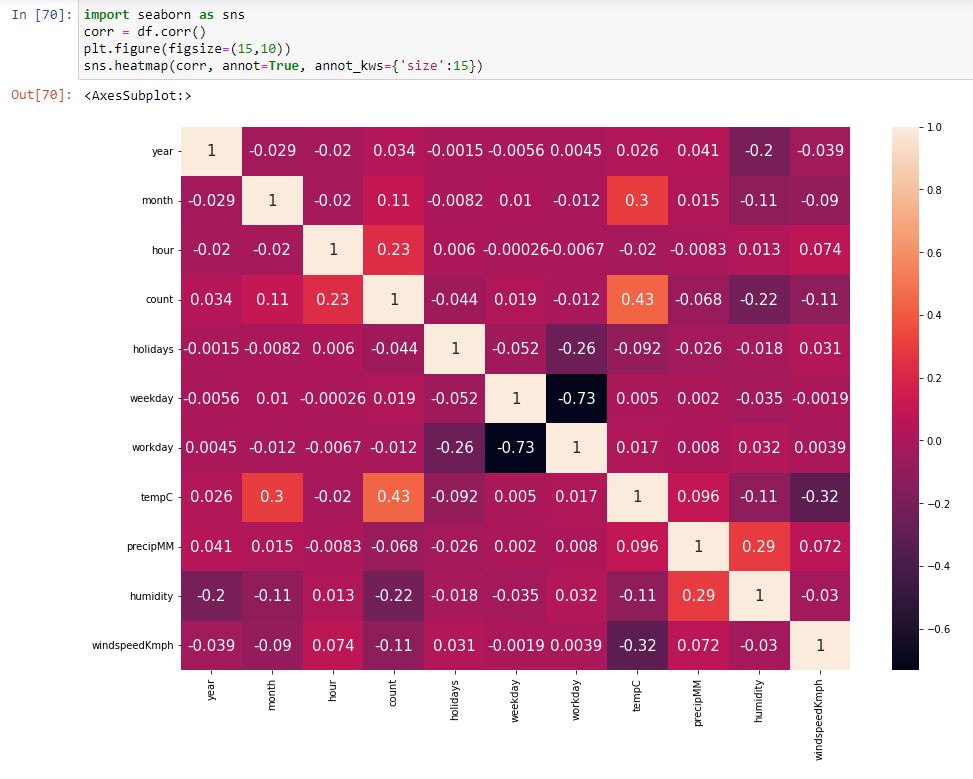 In [70]: import seaborn as sns
corr = df.corr()
plt.figure(figsize=(15,10))
sns.heatmap(corr, annot=True, annot_kws={'size':15})
Out[70]: <AxesSubplot:>
year 1 -0.029 -0.02 0.034 -0.0015 -0.0056 0.0045 0.026 0.041 -0.2 -0.039
month -0.029 1 -0.02 0.11 -0.0082 0.01 -0.012 0.3 0.015 -0.11 -0.09
hour -0.02 -0.02 1 0.23 0.006 -0.00026 -0.0067 -0.02 -0.0083 0.013 0.074
count 0.034 0.11 0.23 1 -0.044 0.019 -0.012 0.43 -0.068 -0.22 -0.11
holidays -0.0015 -0.0082 0.006 -0.044 1 -0.052 -0.26 -0.092 -0.026 -0.018 0.031
weekday -0.0056 0.01 -0.00026 0.019 -0.052 1 -0.73 0.005 0.002 -0.035 -0.0019
workday 0.0045 -0.012 -0.0067 -0.012 -0.26 -0.73 1 0.017 0.008 0.032 0.0039
tempC 0.026 0.3 -0.02 0.43 -0.092 0.005 0.017 1 0.096 -0.11 -0.32
precipMM 0.041 0.015 -0.0083 -0.068 -0.026 0.002 0.008 0.096 1 0.29 0.072
humidity -0.2 -0.11 0.013 -0.22 -0.018 -0.035 0.032 -0.11 0.29 1 -0.03
windspeedKmph -0.039 -0.09 0.074 -0.11 0.031 -0.0019 0.0039 -0.32 0.072 -0.03 1
year month hour count holidays weekday workday tempC precipMM humidity windspeedKmph
1.0
0.8
0.6
0.4
0.2
0.0
−0.2
−0.4
−0.6